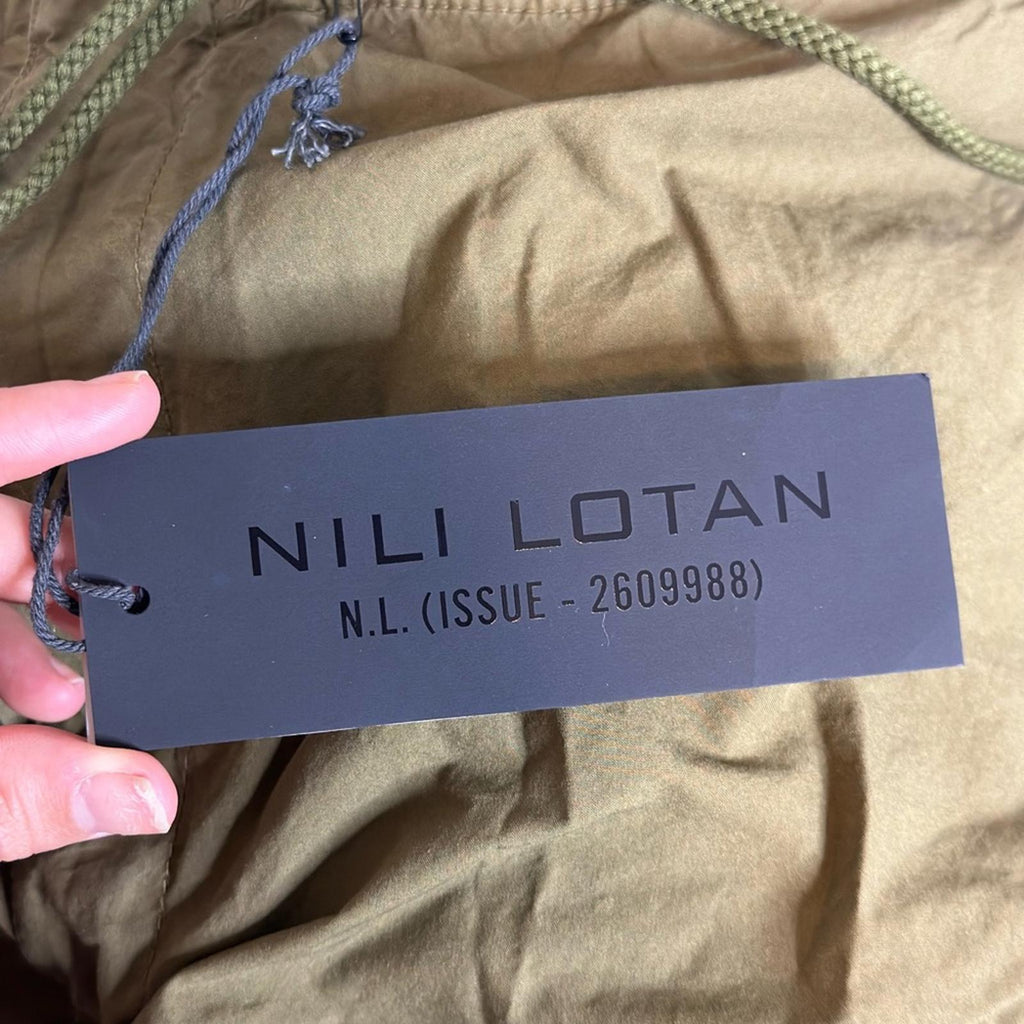 NILI LOTAN
N.L. (ISSUE - 2609988)